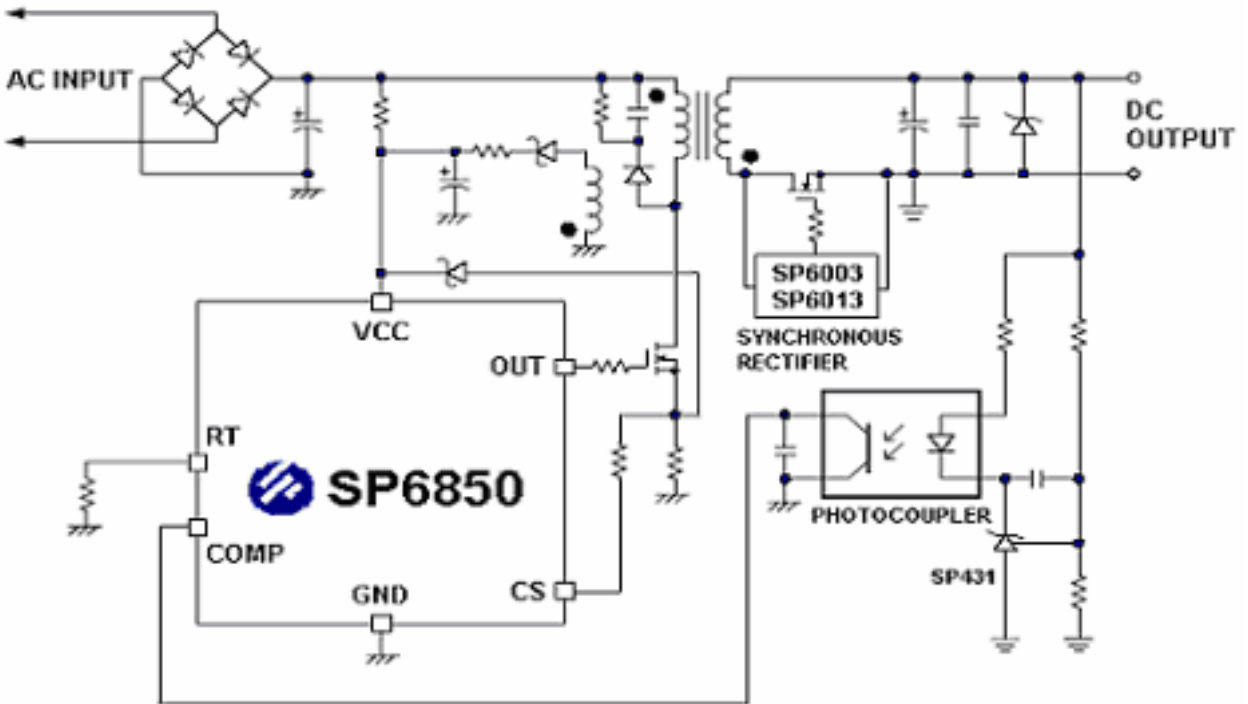 AC INPUT
DC
OUTPUT
SP6003
SP6013
SYNCHRONOUS
RECTIFIER
VCC
OUT
RT
SP6850
COMP
GND
CS
PHOTOCOUPLER
SP431